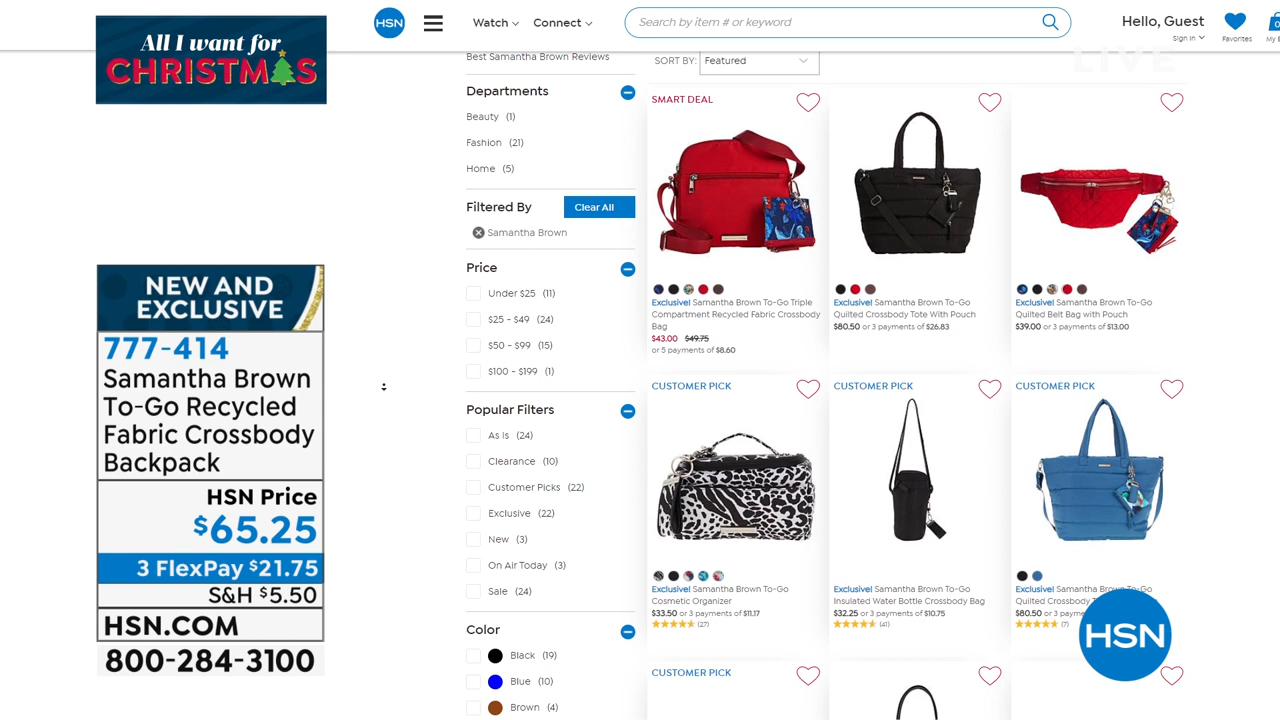 All I want for
CHRISTMAS
HSN
Watch
Connect
Search by item # or keyword
Hello, Guest
Sign In
Favorites
LIVE
Best Samantha Brown Reviews
SORT BY: Featured
Departments
Beauty (1)
Fashion (21)
Home (5)
Filtered By
Clear All
Samantha Brown
Price
Under $25 (11)
$25 - $49 (24)
$50 - $99 (15)
$100 - $199 (1)
Popular Filters
As Is (24)
Clearance (10)
Customer Picks (22)
Exclusive (22)
New (3)
On Air Today (3)
Sale (24)
Color
Black (19)
Blue (10)
Brown (4)
NEW AND
EXCLUSIVE
777-414
Samantha Brown
To-Go Recycled
Fabric Crossbody
Backpack
HSN Price
$65.25
3 FlexPay $21.75
S&H $5.50
HSN.COM
800-284-3100
SMART DEAL
Exclusive! Samantha Brown To-Go Triple
Compartment Recycled Fabric Crossbody
Bag
$43.00 $49.75
or 5 payments of $8.60
Exclusive! Samantha Brown To-Go
Quilted Crossbody Tote With Pouch
$80.50 or 3 payments of $26.83
Exclusive! Samantha Brown To-Go
Quilted Belt Bag with Pouch
$39.00 or 3 payments of $13.00
CUSTOMER PICK
Exclusive! Samantha Brown To-Go
Cosmetic Organizer
$33.50 or 3 payments of $11.17
(27)
CUSTOMER PICK
Exclusive! Samantha Brown To-Go
Insulated Water Bottle Crossbody Bag
$32.25 or 3 payments of $10.75
(41)
CUSTOMER PICK
Exclusive! Samantha Brown To-Go
Quilted Crossbody
$80.50 or 3 payments of
(7)
HSN
CUSTOMER PICK